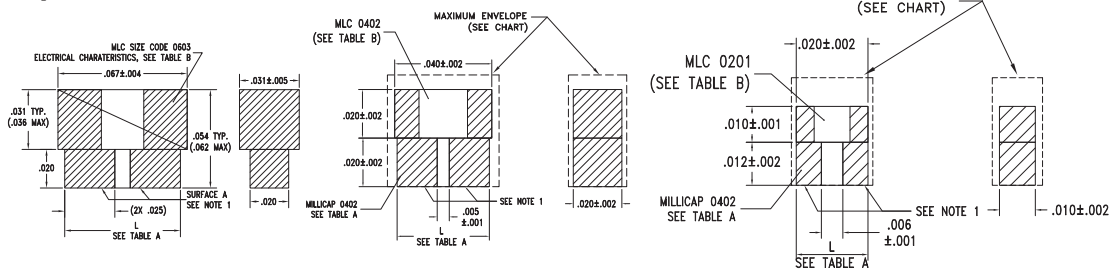 MLC SIZE CODE 0603
ELECTRICAL CHARATERISTICS, SEE TABLE B
.067±.004
.031±.005
.031 TYP.
(.036 MAX)
.054 TYP.
(.062 MAX)
.020
SURFACE A
SEE NOTE 1
(2X .025)
.020
L
SEE TABLE A
MLC 0402
(SEE TABLE B)
MAXIMUM ENVELOPE
(SEE CHART)
.040±.002
.020±.002
.020±.002
MILLICAP 0402
SEE TABLE A
.005
±.001
SEE NOTE 1
.020±.002
L
SEE TABLE A
(SEE CHART)
.020±.002
MLC 0201
(SEE TABLE B)
.010±.001
.012±.002
MILLICAP 0402
SEE TABLE A
SEE NOTE 1
.006
±.001
.010±.002
L
SEE TABLE A